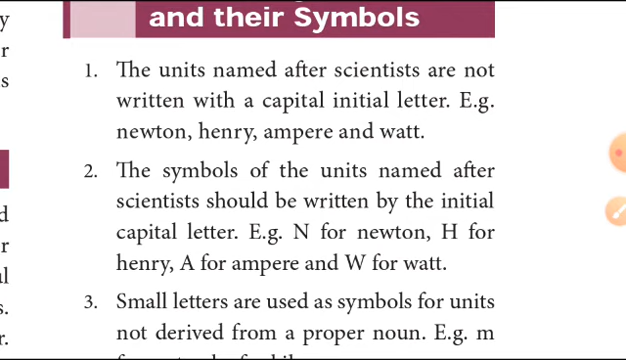 and their Symbols
1. The units named after scientists are not
written with a capital initial letter. E.g.
newton, henry, ampere and watt.
2. The symbols of the units named after
scientists should be written by the initial
capital letter. E.g. N for newton, H for
henry, A for ampere and W for watt.
3. Small letters are used as symbols for units
not derived from a proper noun. E.g. m